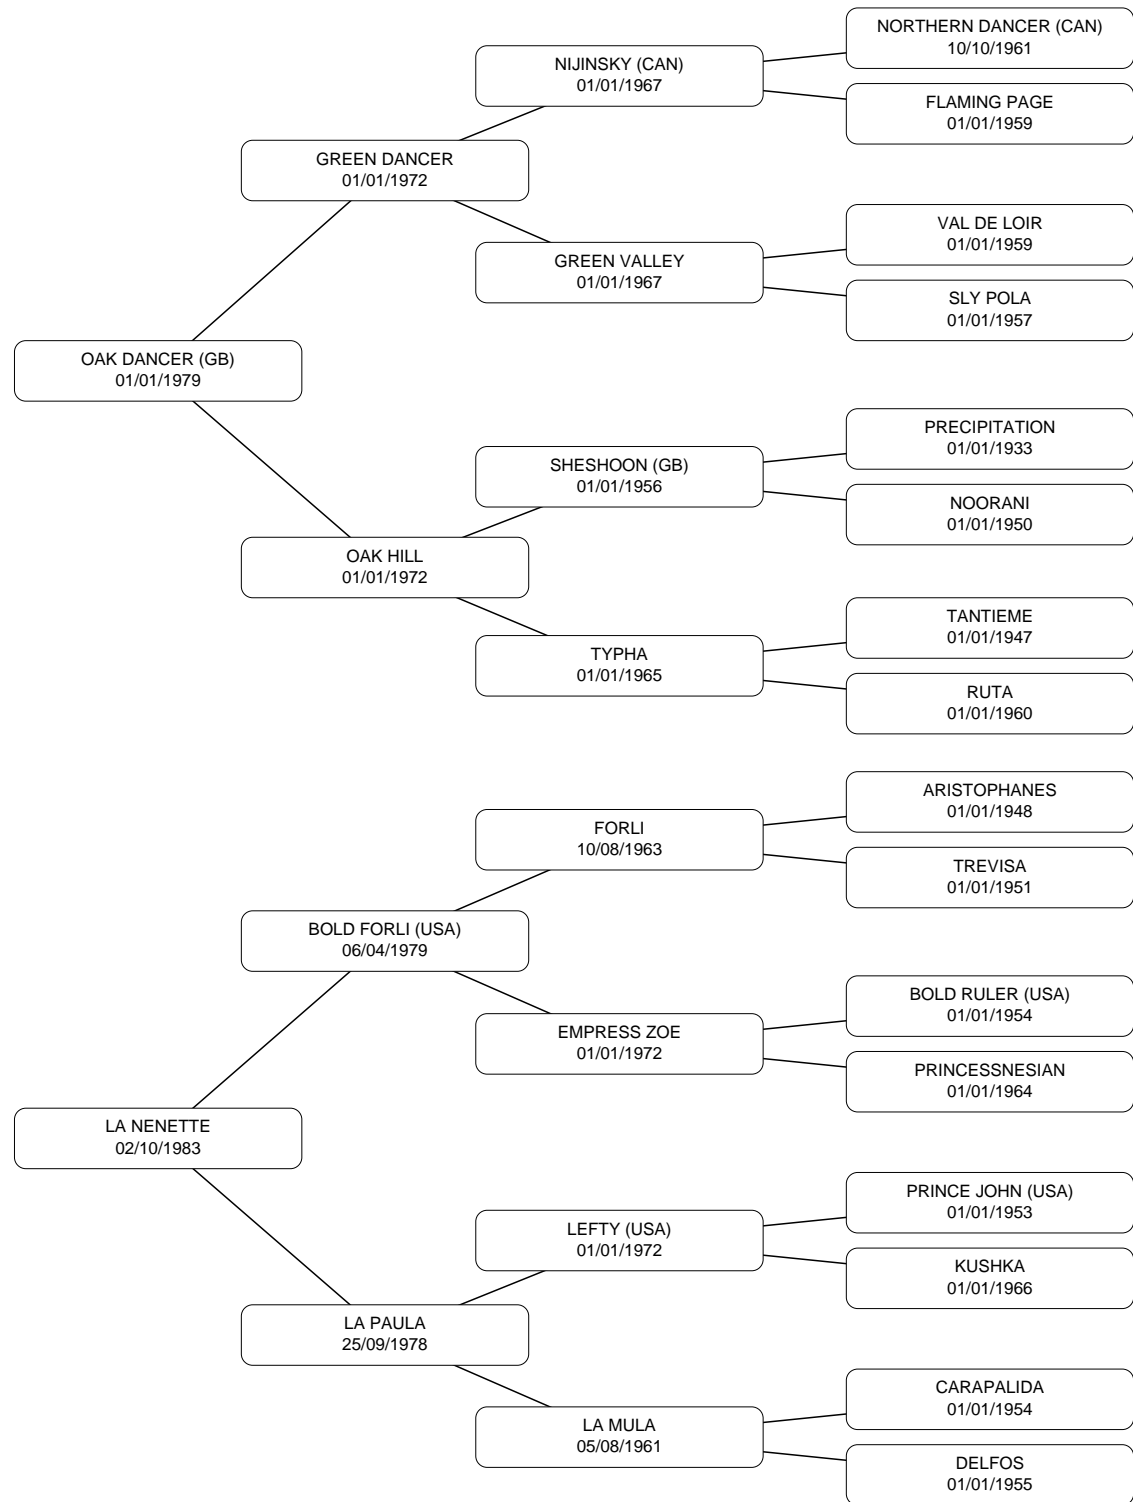 NORTHERN DANCER (CAN)
10/10/1961
NIJINSKY (CAN)
01/01/1967
FLAMING PAGE
01/01/1959
GREEN DANCER
01/01/1972
VAL DE LOIR
01/01/1959
GREEN VALLEY
01/01/1967
SLY POLA
01/01/1957
OAK DANCER (GB)
01/01/1979
PRECIPITATION
01/01/1933
SHESHOON (GB)
01/01/1956
NOORANI
01/01/1950
OAK HILL
01/01/1972
TANTIEME
01/01/1947
TYPHA
01/01/1965
RUTA
01/01/1960
ARISTOPHANES
01/01/1948
FORLI
10/08/1963
TREVISA
01/01/1951
BOLD FORLI (USA)
06/04/1979
BOLD RULER (USA)
01/01/1954
EMPRESS ZOE
01/01/1972
PRINCESSNESIAN
01/01/1964
LA NENETTE
02/10/1983
PRINCE JOHN (USA)
01/01/1953
LEFTY (USA)
01/01/1972
KUSHKA
01/01/1966
LA PAULA
25/09/1978
CARAPALIDA
01/01/1954
LA MULA
05/08/1961
DELFOS
01/01/1955